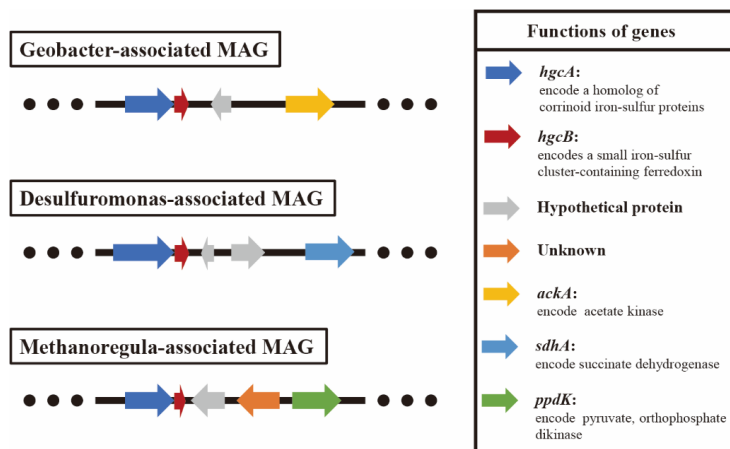 Geobacter-associated MAG
Desulfuromonas-associated MAG
Methanoregula-associated MAG
Functions of genes
hgcA:
encode a homolog of
corrinoid iron-sulfur proteins
hgcB:
encodes a small iron-sulfur
cluster-containing ferredoxin
Hypothetical protein
Unknown
ackA:
encode acetate kinase
sdhA:
encode succinate dehydrogenase
ppdK:
encode pyruvate, orthophosphate
dikinase